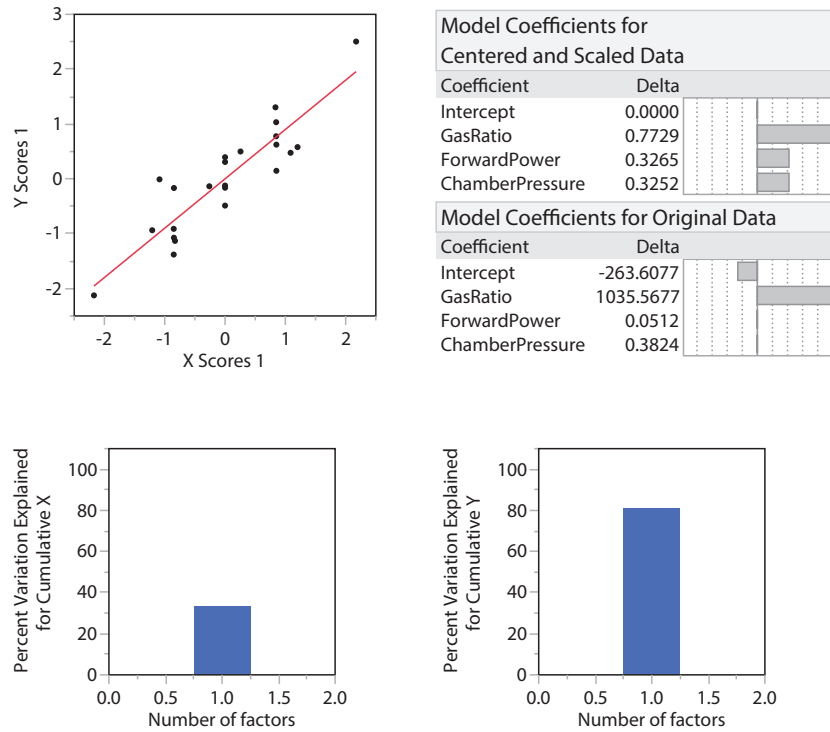 3
2
1
0
-1
-2
Y Scores 1
-2 -1 0 1 2
X Scores 1
Model Coefficients for
Centered and Scaled Data
Coefficient Delta
Intercept 0.0000
GasRatio 0.7729
ForwardPower 0.3265
ChamberPressure 0.3252
Model Coefficients for Original Data
Coefficient Delta
Intercept -263.6077
GasRatio 1035.5677
ForwardPower 0.0512
ChamberPressure 0.3824
Percent Variation Explained
for Cumulative X
100
80
60
40
20
0
0.0 0.5 1.0 1.5 2.0
Number of factors
Percent Variation Explained
for Cumulative Y
100
80
60
40
20
0
0.0 0.5 1.0 1.5 2.0
Number of factors